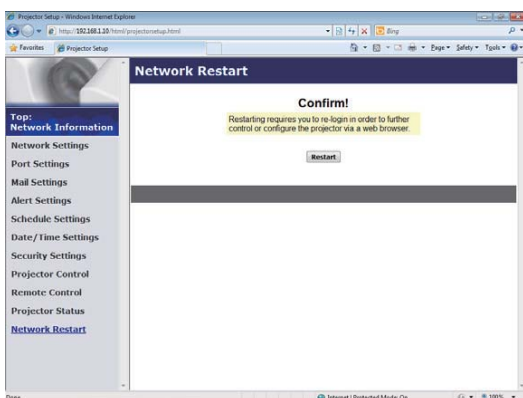 Projector Setup - Windows Internet Explorer
http://192.168.1.10/html/projectorsetup.html
Bing
Favorites
Projector Setup
Page
Safety
Tools
Network Restart
Confirm!
Restarting requires you to re-login in order to further
control or configure the projector via a web browser.
Restart
Top:
Network Information
Network Settings
Port Settings
Mail Settings
Alert Settings
Schedule Settings
Date/Time Settings
Security Settings
Projector Control
Remote Control
Projector Status
Network Restart
Done
Internet | Protected Mode: On
100%